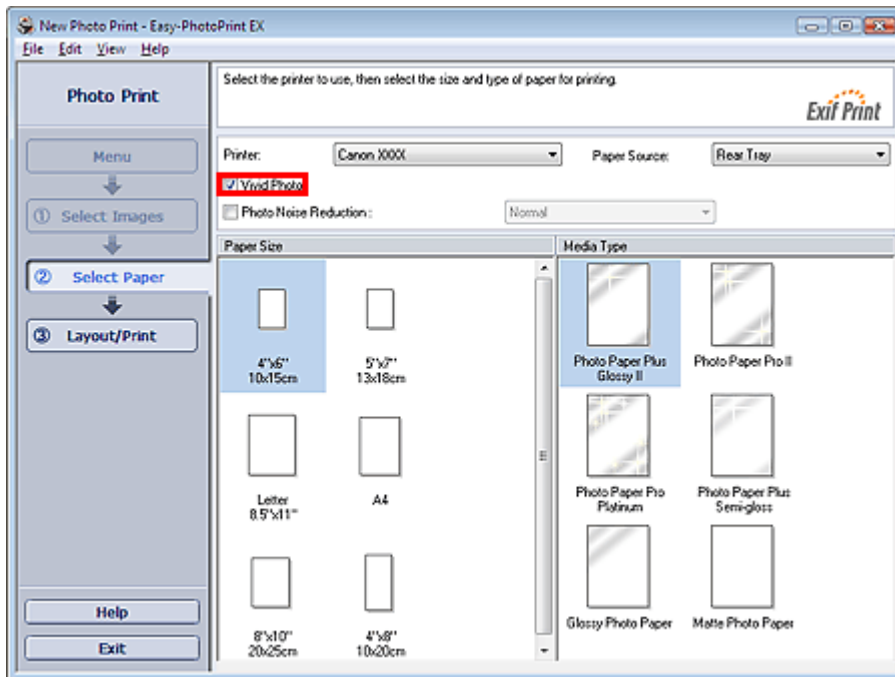 New Photo Print - Easy-PhotoPrint EX
File Edit View Help
Photo Print
Select the printer to use, then select the size and type of paper for printing.
Exif Print
Menu
Printer:
Canon XXXX
Paper Source:
Rear Tray
Vivid Photo
① Select Images
Photo Noise Reduction :
Normal
Paper Size
Media Type
② Select Paper
③ Layout/Print
4"x6"
10x15cm
5"x7"
13x18cm
Photo Paper Plus
Glossy II
Photo Paper Pro II
Letter
8.5"x11"
A4
Photo Paper Pro
Platinum
Photo Paper Plus
Semi-gloss
8"x10"
20x25cm
4"x8"
10x20cm
Glossy Photo Paper
Matte Photo Paper
Help
Exit